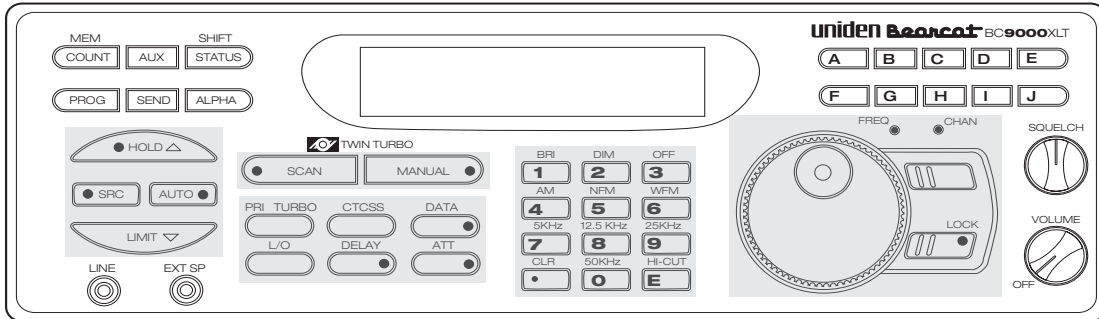 uniden Bearcat BC9000XLT
MEM SHIFT
COUNT AUX STATUS
PROG SEND ALPHA
A B C D E
F G H I J
FREQ CHAN
SQUELCH
HOLD
SRC AUTO
LIMIT
LINE EXT SP
TWIN TURBO
SCAN MANUAL
PRI TURBO CTCSS DATA
L/O DELAY ATT
BRI DIM OFF
1 2 3
AM NFM WFM
4 5 6
5KHz 12.5 KHz 25KHz
7 8 9
CLR 50KHz HI-CUT
• 0 E
LOCK
VOLUME
OFF